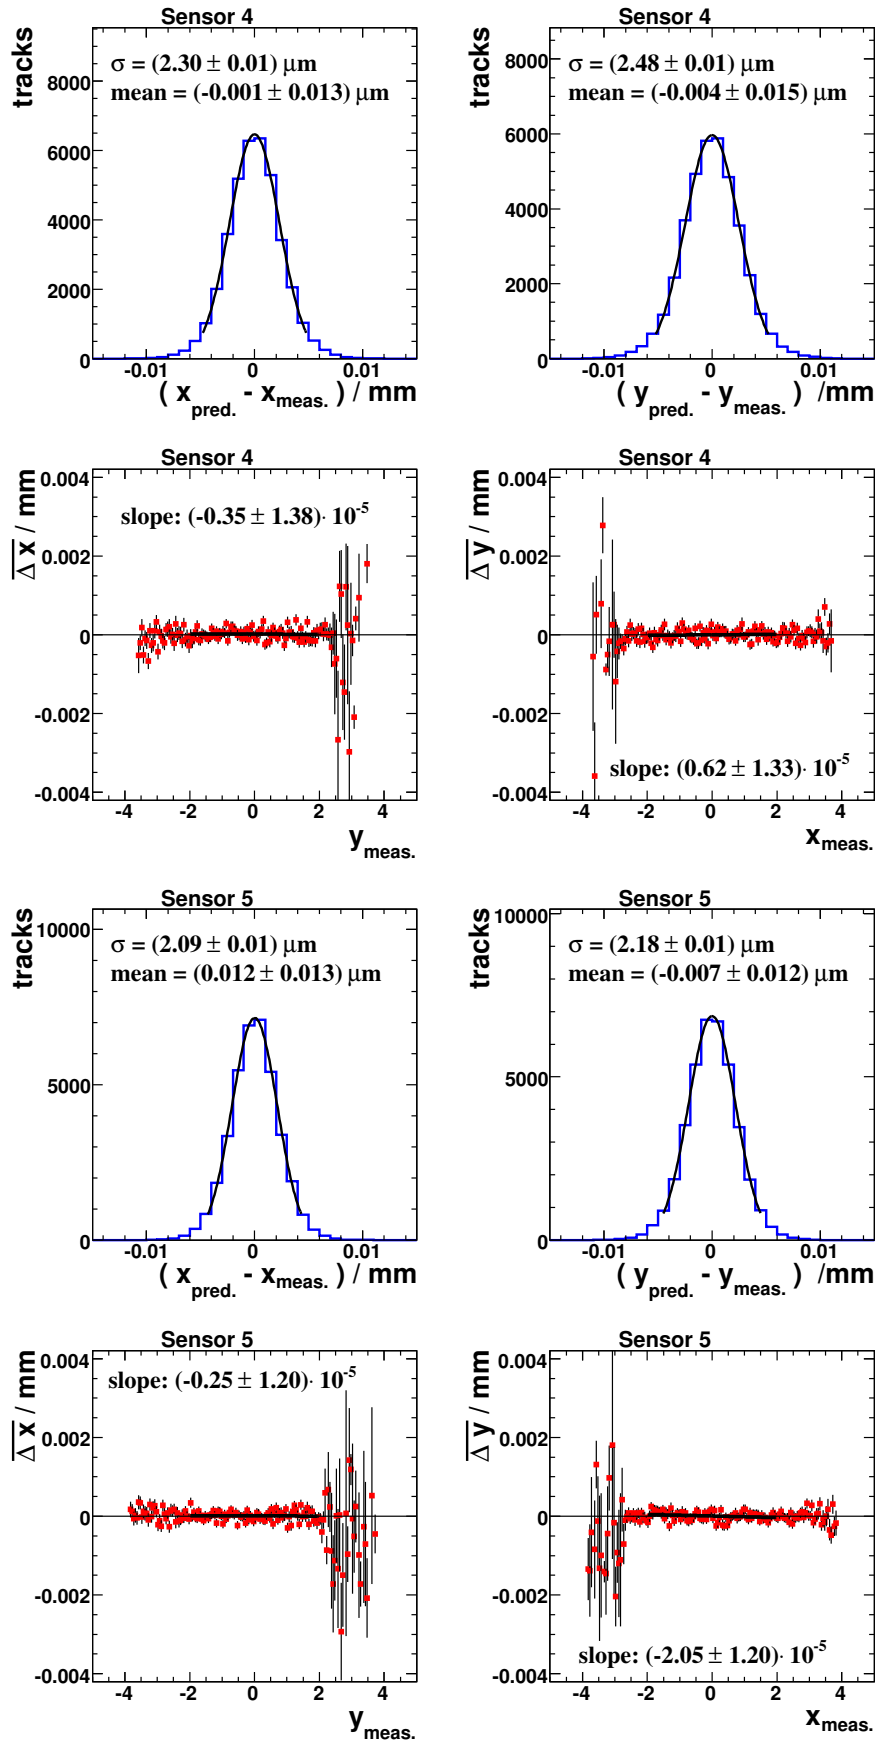 Sensor 4
tracks
σ = (2.30 ± 0.01) μm
mean = (-0.001 ± 0.013) μm
8000
6000
4000
2000
0
-0.01 0 0.01
( x_pred. - x_meas. ) / mm
Sensor 4
tracks
σ = (2.48 ± 0.01) μm
mean = (-0.004 ± 0.015) μm
8000
6000
4000
2000
0
-0.01 0 0.01
( y_pred. - y_meas. ) /mm
Sensor 4
Δx / mm
slope: (-0.35 ± 1.38)· 10^-5
0.004
0.002
0
-0.002
-0.004
-4 -2 0 2 4
y_meas.
Sensor 4
Δy / mm
0.004
0.002
0
-0.002
-0.004
slope: (0.62 ± 1.33)· 10^-5
-4 -2 0 2 4
x_meas.
Sensor 5
tracks
σ = (2.09 ± 0.01) μm
mean = (0.012 ± 0.013) μm
10000
5000
0
-0.01 0 0.01
( x_pred. - x_meas. ) / mm
Sensor 5
tracks
σ = (2.18 ± 0.01) μm
mean = (-0.007 ± 0.012) μm
10000
5000
0
-0.01 0 0.01
( y_pred. - y_meas. ) /mm
Sensor 5
Δx / mm
slope: (-0.25 ± 1.20)· 10^-5
0.004
0.002
0
-0.002
-0.004
-4 -2 0 2 4
y_meas.
Sensor 5
Δy / mm
0.004
0.002
0
-0.002
-0.004
slope: (-2.05 ± 1.20)· 10^-5
-4 -2 0 2 4
x_meas.